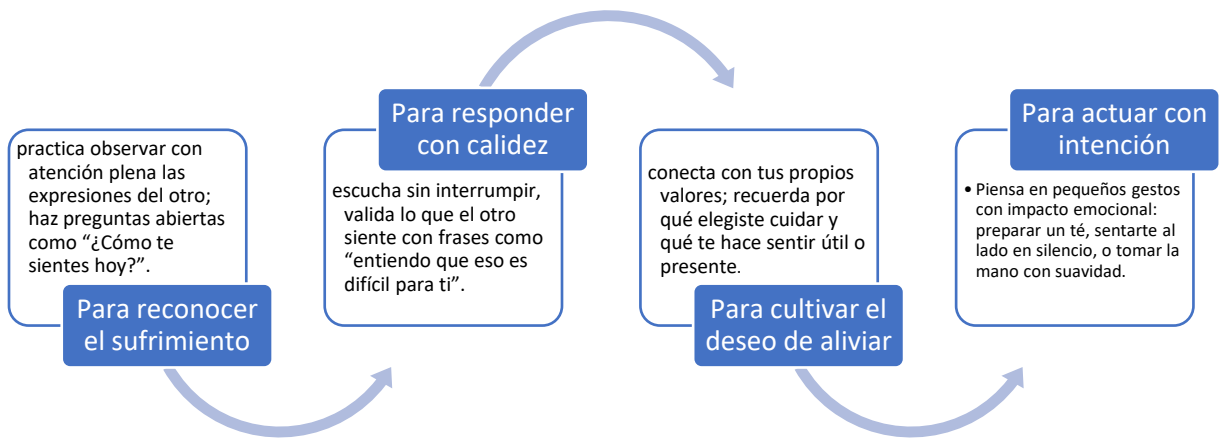 practica observar con
atención plena las
expresiones del otro;
haz preguntas abiertas
como “¿Cómo te
sientes hoy?”.
Para reconocer
el sufrimiento
Para responder
con calidez
escucha sin interrumpir,
valida lo que el otro
siente con frases como
“entiendo que eso es
difícil para ti”.
conecta con tus propios
valores; recuerda por
qué elegiste cuidar y
qué te hace sentir útil o
presente.
Para cultivar el
deseo de aliviar
Para actuar con
intención
• Piensa en pequeños gestos
con impacto emocional:
preparar un té, sentarte al
lado en silencio, o tomar la
mano con suavidad.